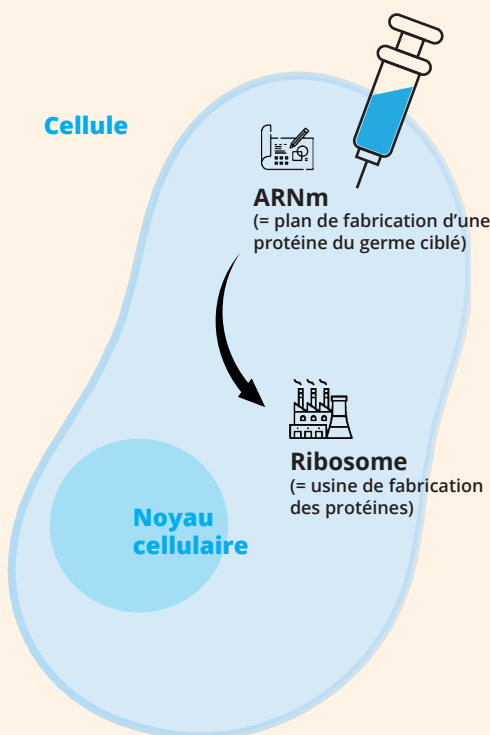 Cellule
ARNm
(= plan de fabrication d’une
protéine du germe ciblé)
Ribosome
(= usine de fabrication
des protéines)
Noyau
cellulaire